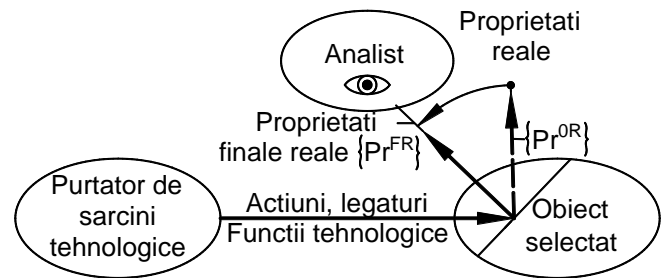 Analist
Proprietati
reale
Proprietati
finale reale {Pr^FR}
{Pr^0R}
Purtator de
sarcini
tehnologice
Actiuni, legaturi
Functii tehnologice
Obiect
selectat